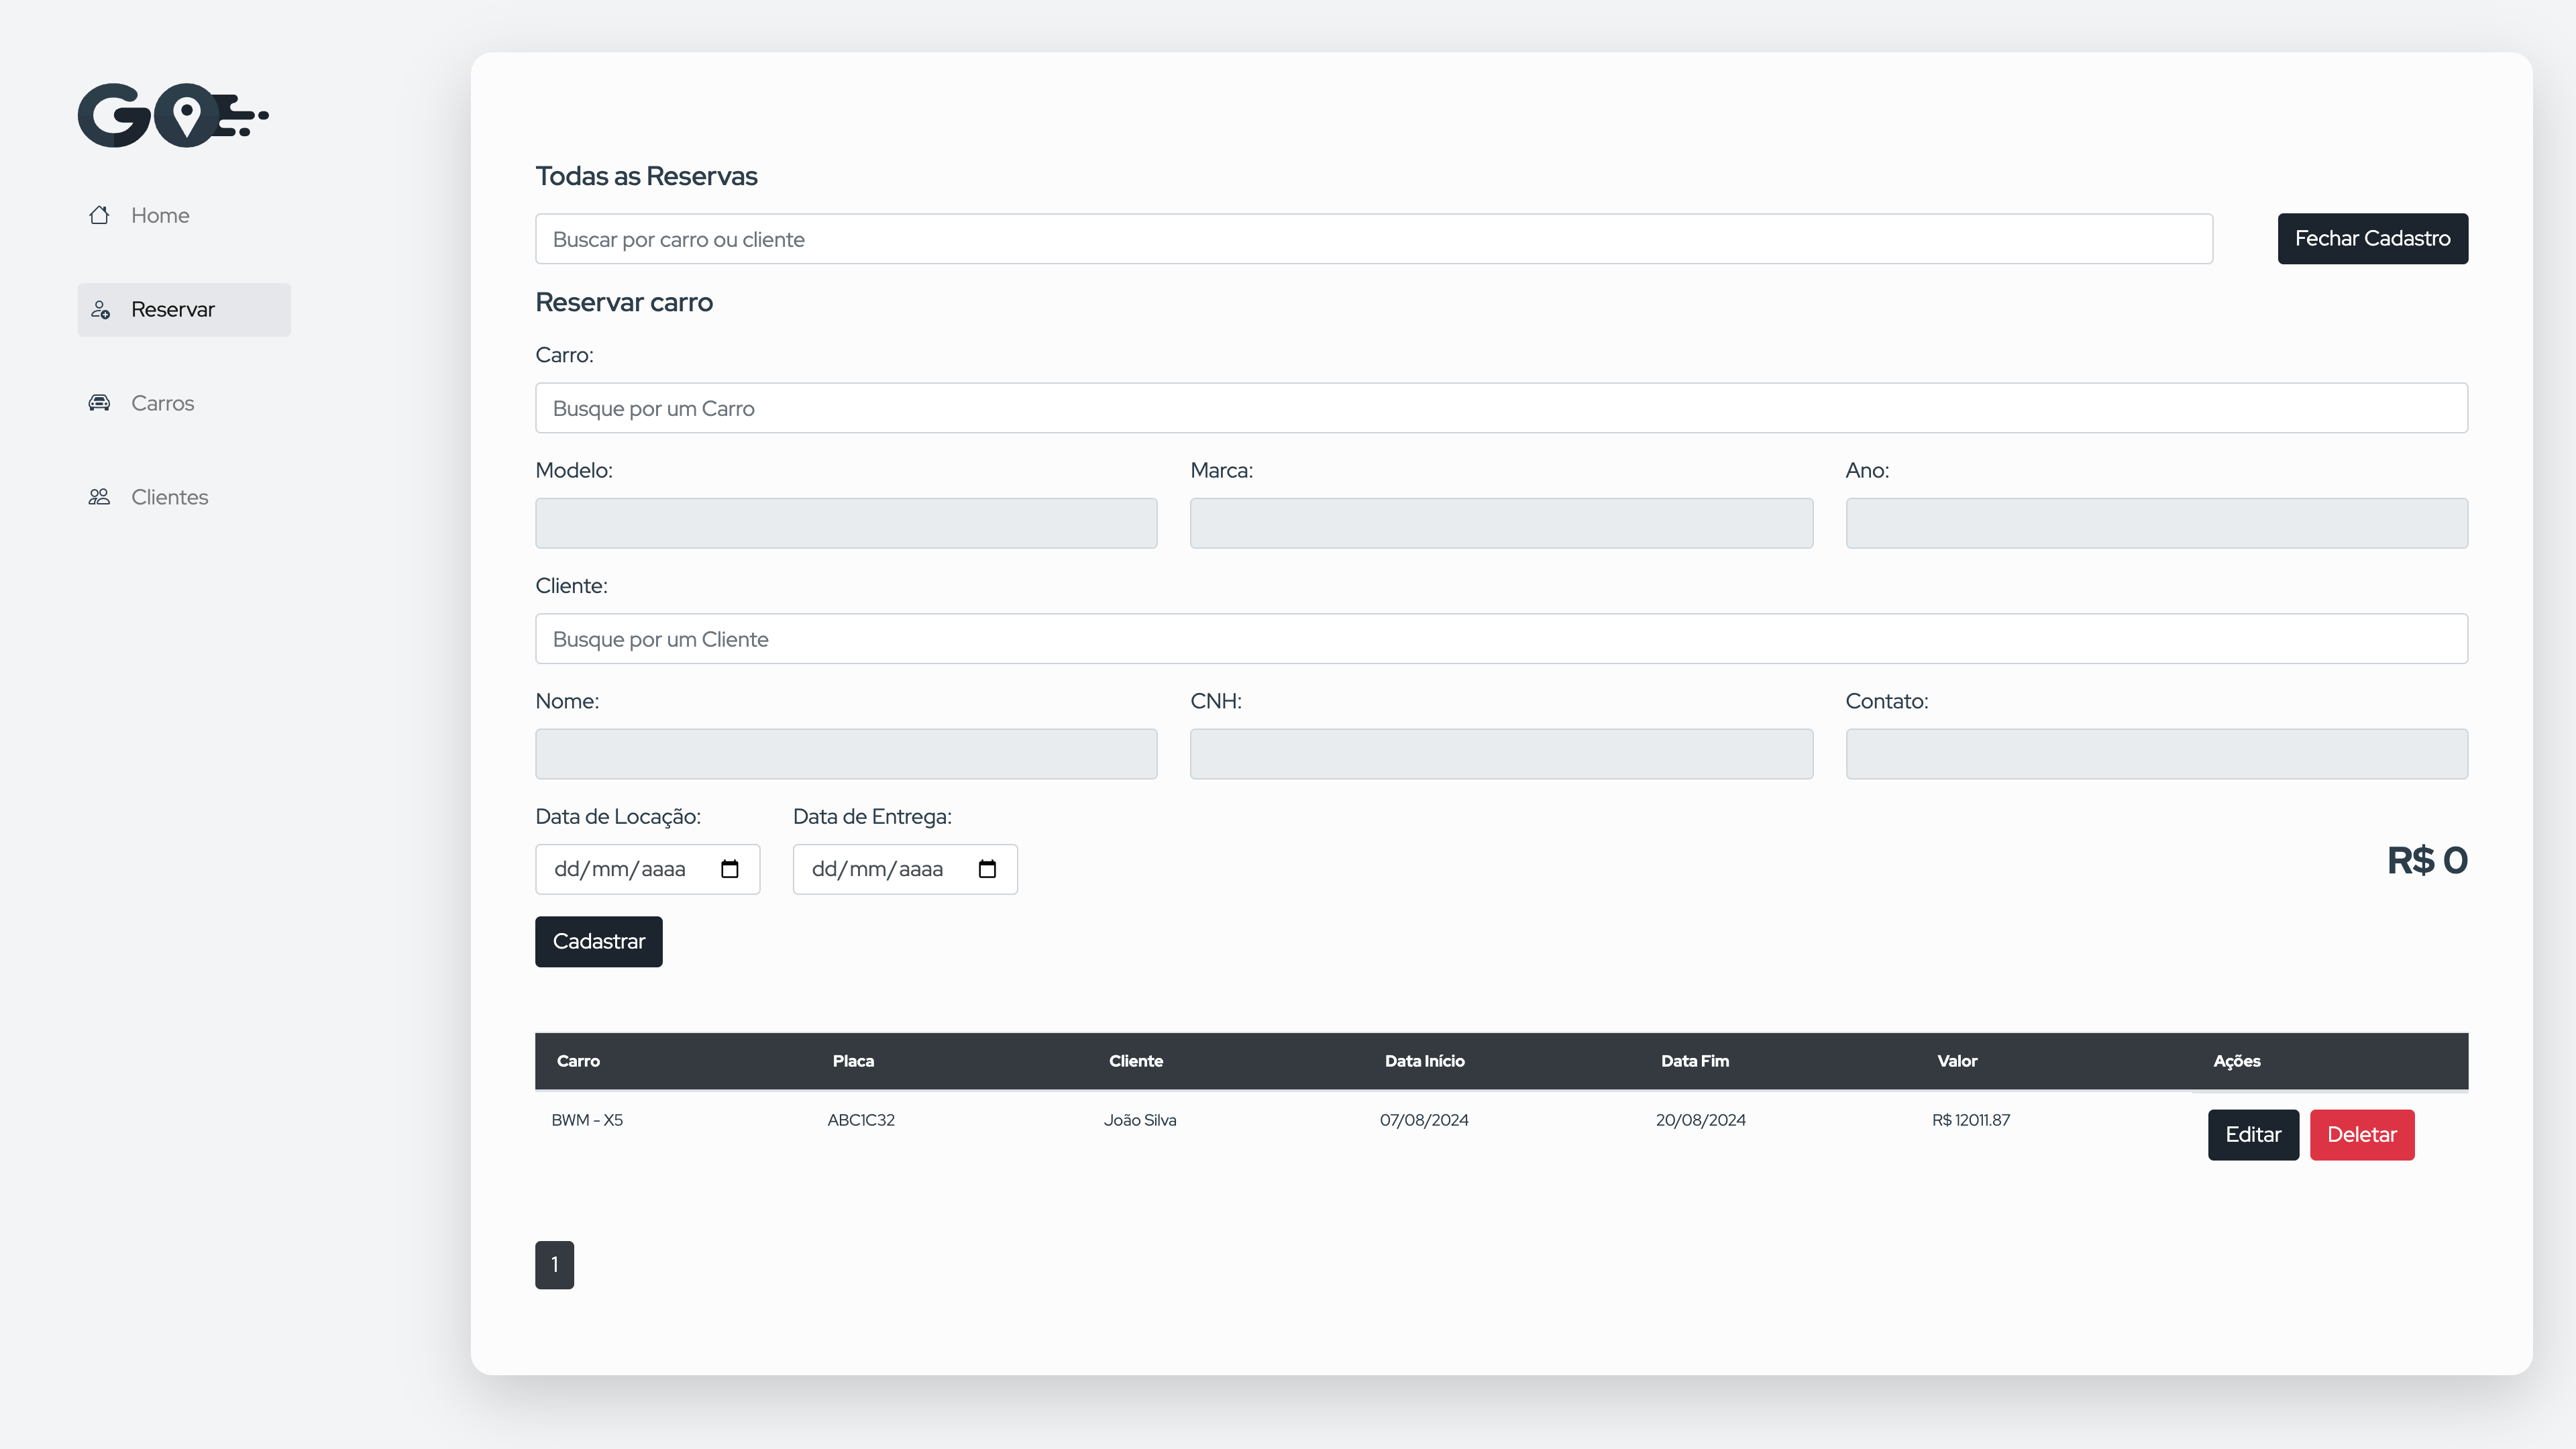 GO
Home
Reservar
Carros
Clientes
Todas as Reservas
Buscar por carro ou cliente
Fechar Cadastro
Reservar carro
Carro:
Busque por um Carro
Modelo: Marca: Ano:
Cliente:
Busque por um Cliente
Nome: CNH: Contato:
Data de Locação: Data de Entrega:
dd/mm/aaaa dd/mm/aaaa R$ 0
Cadastrar
Carro Placa Cliente Data Início Data Fim Valor Ações
BWM - X5 ABC1C32 João Silva 07/08/2024 20/08/2024 R$ 12011.87 Editar Deletar
1